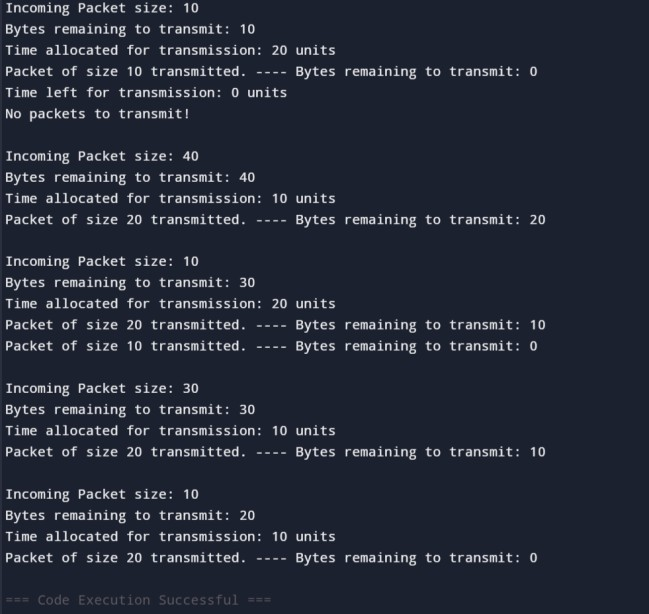 Incoming Packet size: 10
Bytes remaining to transmit: 10
Time allocated for transmission: 20 units
Packet of size 10 transmitted. ---- Bytes remaining to transmit: 0
Time left for transmission: 0 units
No packets to transmit!
Incoming Packet size: 40
Bytes remaining to transmit: 40
Time allocated for transmission: 10 units
Packet of size 20 transmitted. ---- Bytes remaining to transmit: 20
Incoming Packet size: 10
Bytes remaining to transmit: 30
Time allocated for transmission: 20 units
Packet of size 20 transmitted. ---- Bytes remaining to transmit: 10
Packet of size 10 transmitted. ---- Bytes remaining to transmit: 0
Incoming Packet size: 30
Bytes remaining to transmit: 30
Time allocated for transmission: 10 units
Packet of size 20 transmitted. ---- Bytes remaining to transmit: 10
Incoming Packet size: 10
Bytes remaining to transmit: 20
Time allocated for transmission: 10 units
Packet of size 20 transmitted. ---- Bytes remaining to transmit: 0
=== Code Execution Successful ===